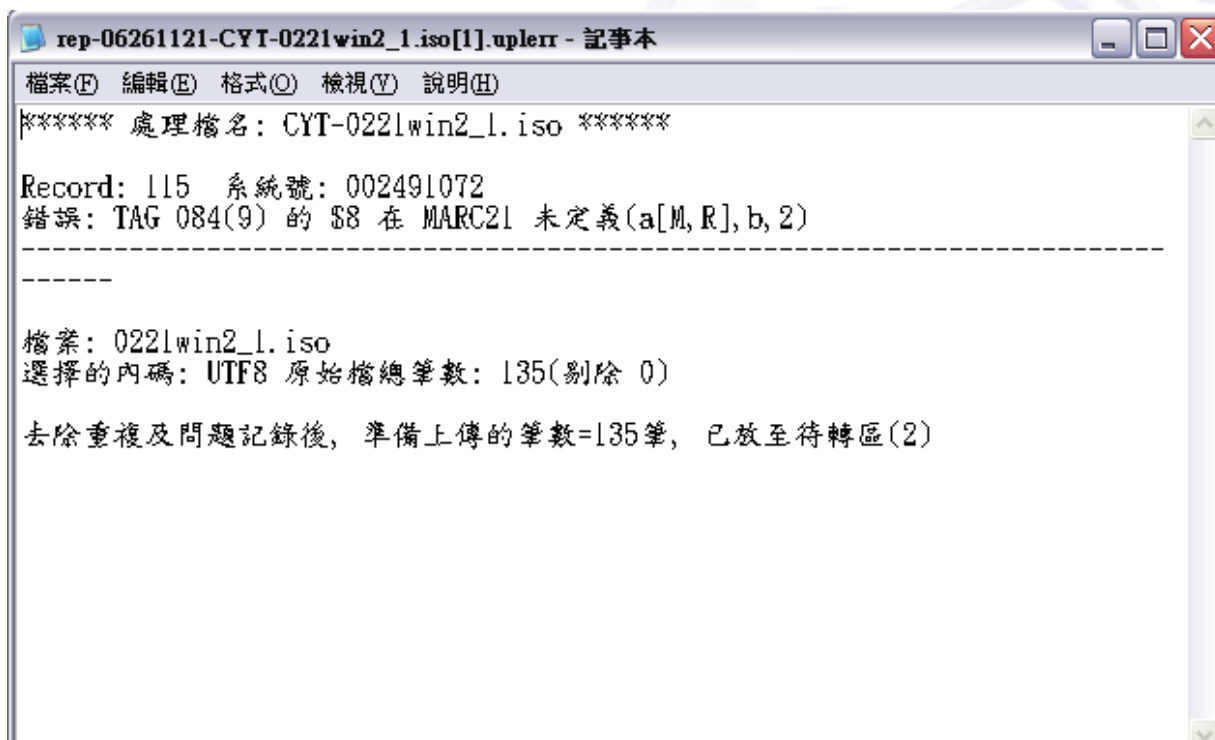 rep-06261121-CYT-0221win2_1.iso[1].uplerr - 記事本
檔案(F) 編輯(E) 格式(O) 檢視(V) 說明(H)
****** 處理檔名: CYT-0221win2_1.iso ******
Record: 115 系統號: 002491072
錯誤: TAG 084(9) 的 $8 在 MARC21 未定義(a[M,R],b,2)
---------------------------------------------------------------------------
------
檔案: 0221win2_1.iso
選擇的內碼: UTF8 原始檔總筆數: 135(剔除 0)
去除重複及問題記錄後, 準備上傳的筆數=135筆, 已放至待轉區(2)